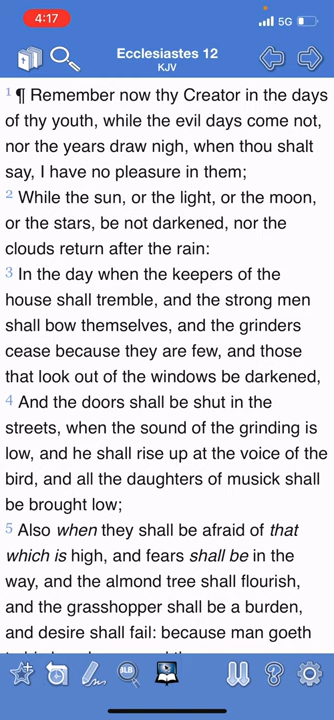 4:17
5G
Ecclesiastes 12
KJV
1 ¶ Remember now thy Creator in the days
of thy youth, while the evil days come not,
nor the years draw nigh, when thou shalt
say, I have no pleasure in them;
2 While the sun, or the light, or the moon,
or the stars, be not darkened, nor the
clouds return after the rain:
3 In the day when the keepers of the
house shall tremble, and the strong men
shall bow themselves, and the grinders
cease because they are few, and those
that look out of the windows be darkened,
4 And the doors shall be shut in the
streets, when the sound of the grinding is
low, and he shall rise up at the voice of the
bird, and all the daughters of musick shall
be brought low;
5 Also when they shall be afraid of that
which is high, and fears shall be in the
way, and the almond tree shall flourish,
and the grasshopper shall be a burden,
and desire shall fail: because man goeth
BLB